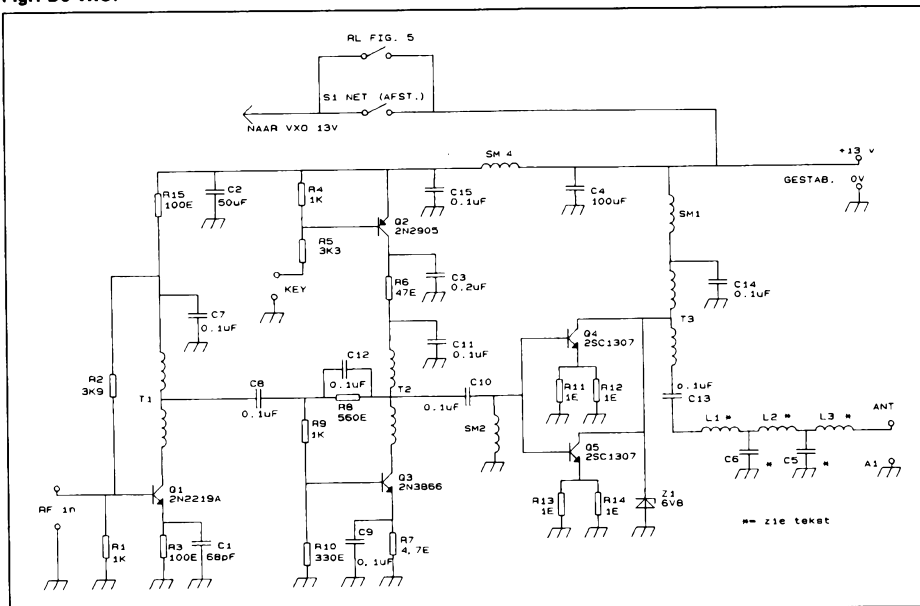 RL FIG. 5
S1 NET (AFST.)
NAAR VXO 13V
SM 4
+13 v
GESTAB. 0V
R15
100E
C2
50uF
R4
1K
C15
0.1uF
C4
100uF
SM1
Q2
2N2905
R5
3K3
KEY
R6
47E
C3
0.2uF
C14
0.1uF
C7
0.1uF
C11
0.1uF
T3
Q4
2SC1307
R2
3K9
C12
0.1uF
T1
C8
0.1uF
R8
560E
T2
C10
0.1uF
R11
1E
R12
1E
0.1uF
C13
R9
1K
SM2
L1 *
L2 *
L3 *
ANT
Q5
2SC1307
C6
*
C5
*
A1
Q1
2N2219A
Q3
2N3866
RF in
R13
1E
R14
1E
Z1
6V8
*= zie tekst
R1
1K
R3
100E
C1
68pF
R10
330E
C9
0.1uF
R7
4,7E